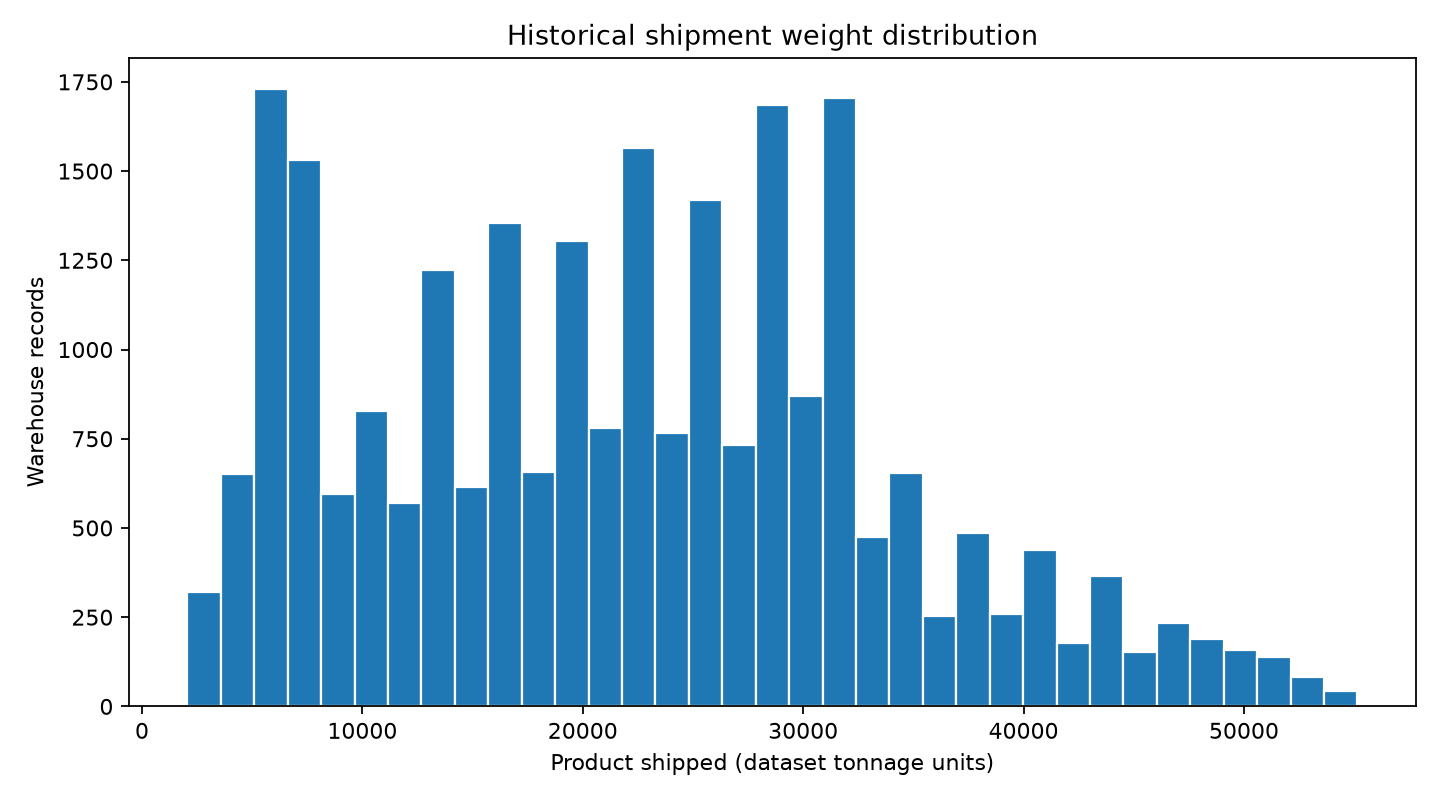 Historical shipment weight distribution
1750
1500
1250
1000
750
500
250
0
Warehouse records
0 10000 20000 30000 40000 50000
Product shipped (dataset tonnage units)